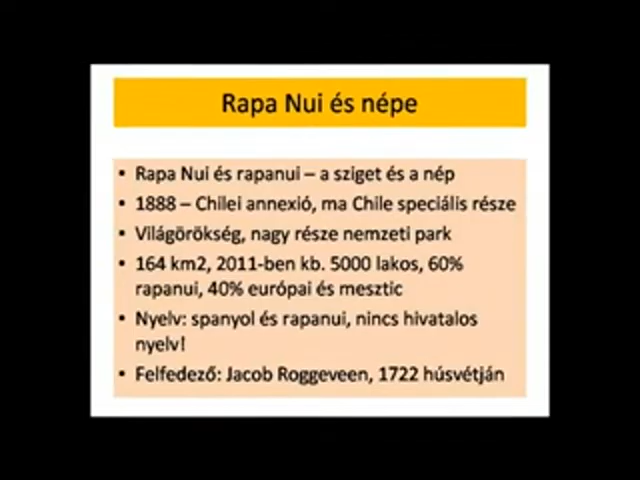 Rapa Nui és népe
• Rapa Nui és rapanui – a sziget és a nép
• 1888 – Chilei annexió, ma Chile speciális része
• Világörökség, nagy része nemzeti park
• 164 km2, 2011-ben kb. 5000 lakos, 60%
rapanui, 40% európai és mesztic
• Nyelv: spanyol és rapanui, nincs hivatalos
nyelv!
• Felfedező: Jacob Roggeveen, 1722 húsvétján